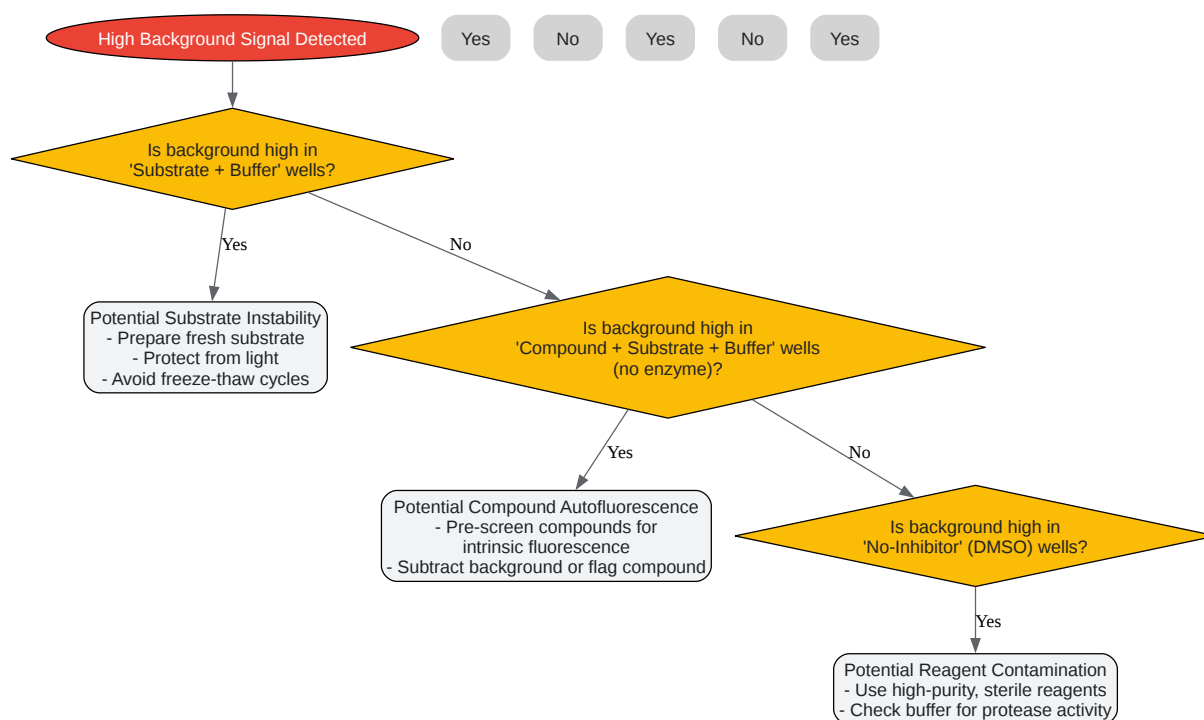 High Background Signal Detected
Yes
No
Yes
No
Yes
Is background high in
'Substrate + Buffer' wells?
Yes
No
Potential Substrate Instability
- Prepare fresh substrate
- Protect from light
- Avoid freeze-thaw cycles
Is background high in
'Compound + Substrate + Buffer' wells
(no enzyme)?
Yes
No
Potential Compound Autofluorescence
- Pre-screen compounds for
intrinsic fluorescence
- Subtract background or flag compound
Is background high in
'No-Inhibitor' (DMSO) wells?
Yes
Potential Reagent Contamination
- Use high-purity, sterile reagents
- Check buffer for protease activity